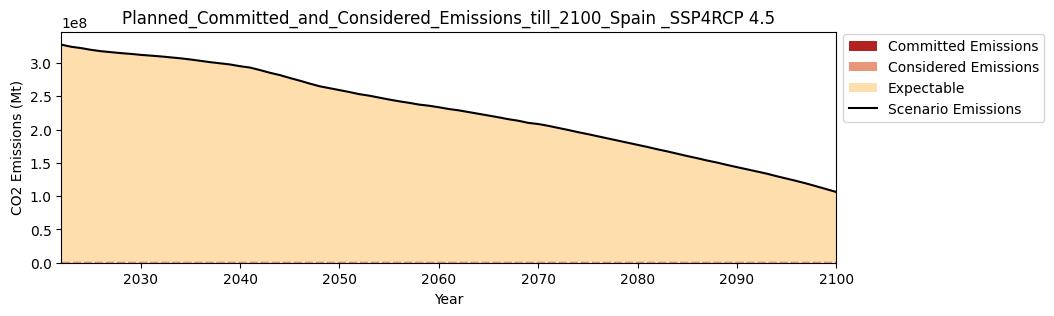 Planned_Committed_and_Considered_Emissions_till_2100_Spain _SSP4RCP 4.5
1e8
3.0
2.5
2.0
1.5
1.0
0.5
0.0
CO2 Emissions (Mt)
2030 2040 2050 2060 2070 2080 2090 2100
Year
Committed Emissions
Considered Emissions
Expectable
Scenario Emissions